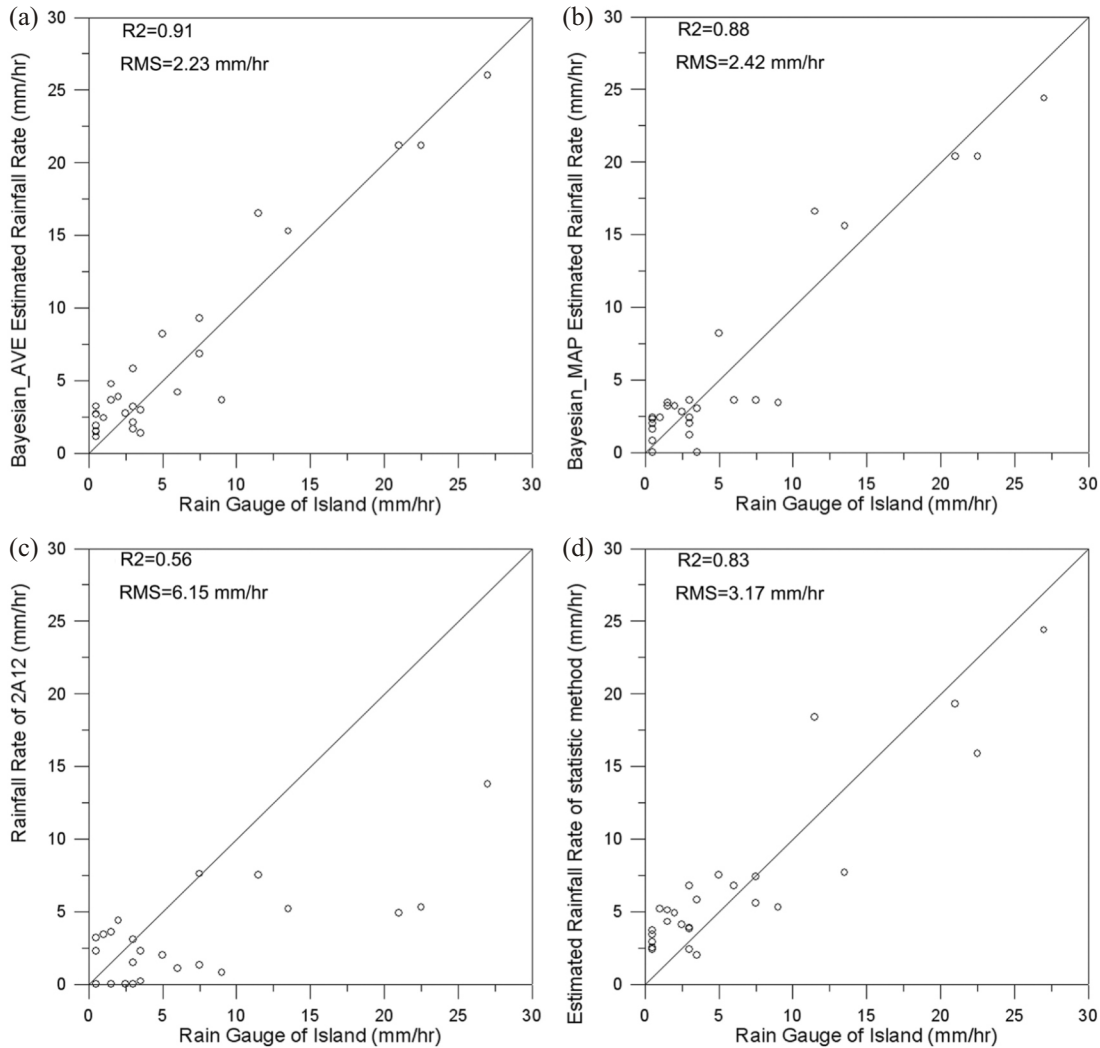 (a)
R2=0.91
RMS=2.23 mm/hr
Bayesian_AVE Estimated Rainfall Rate (mm/hr)
30
25
20
15
10
5
0
0 5 10 15 20 25 30
Rain Gauge of Island (mm/hr)
(b)
R2=0.88
RMS=2.42 mm/hr
Bayesian_MAP Estimated Rainfall Rate (mm/hr)
30
25
20
15
10
5
0
0 5 10 15 20 25 30
Rain Gauge of Island (mm/hr)
(c)
R2=0.56
RMS=6.15 mm/hr
Rainfall Rate of 2A12 (mm/hr)
30
25
20
15
10
5
0
0 5 10 15 20 25 30
Rain Gauge of Island (mm/hr)
(d)
R2=0.83
RMS=3.17 mm/hr
Estimated Rainfall Rate of statistic method (mm/hr)
30
25
20
15
10
5
0
0 5 10 15 20 25 30
Rain Gauge of Island (mm/hr)